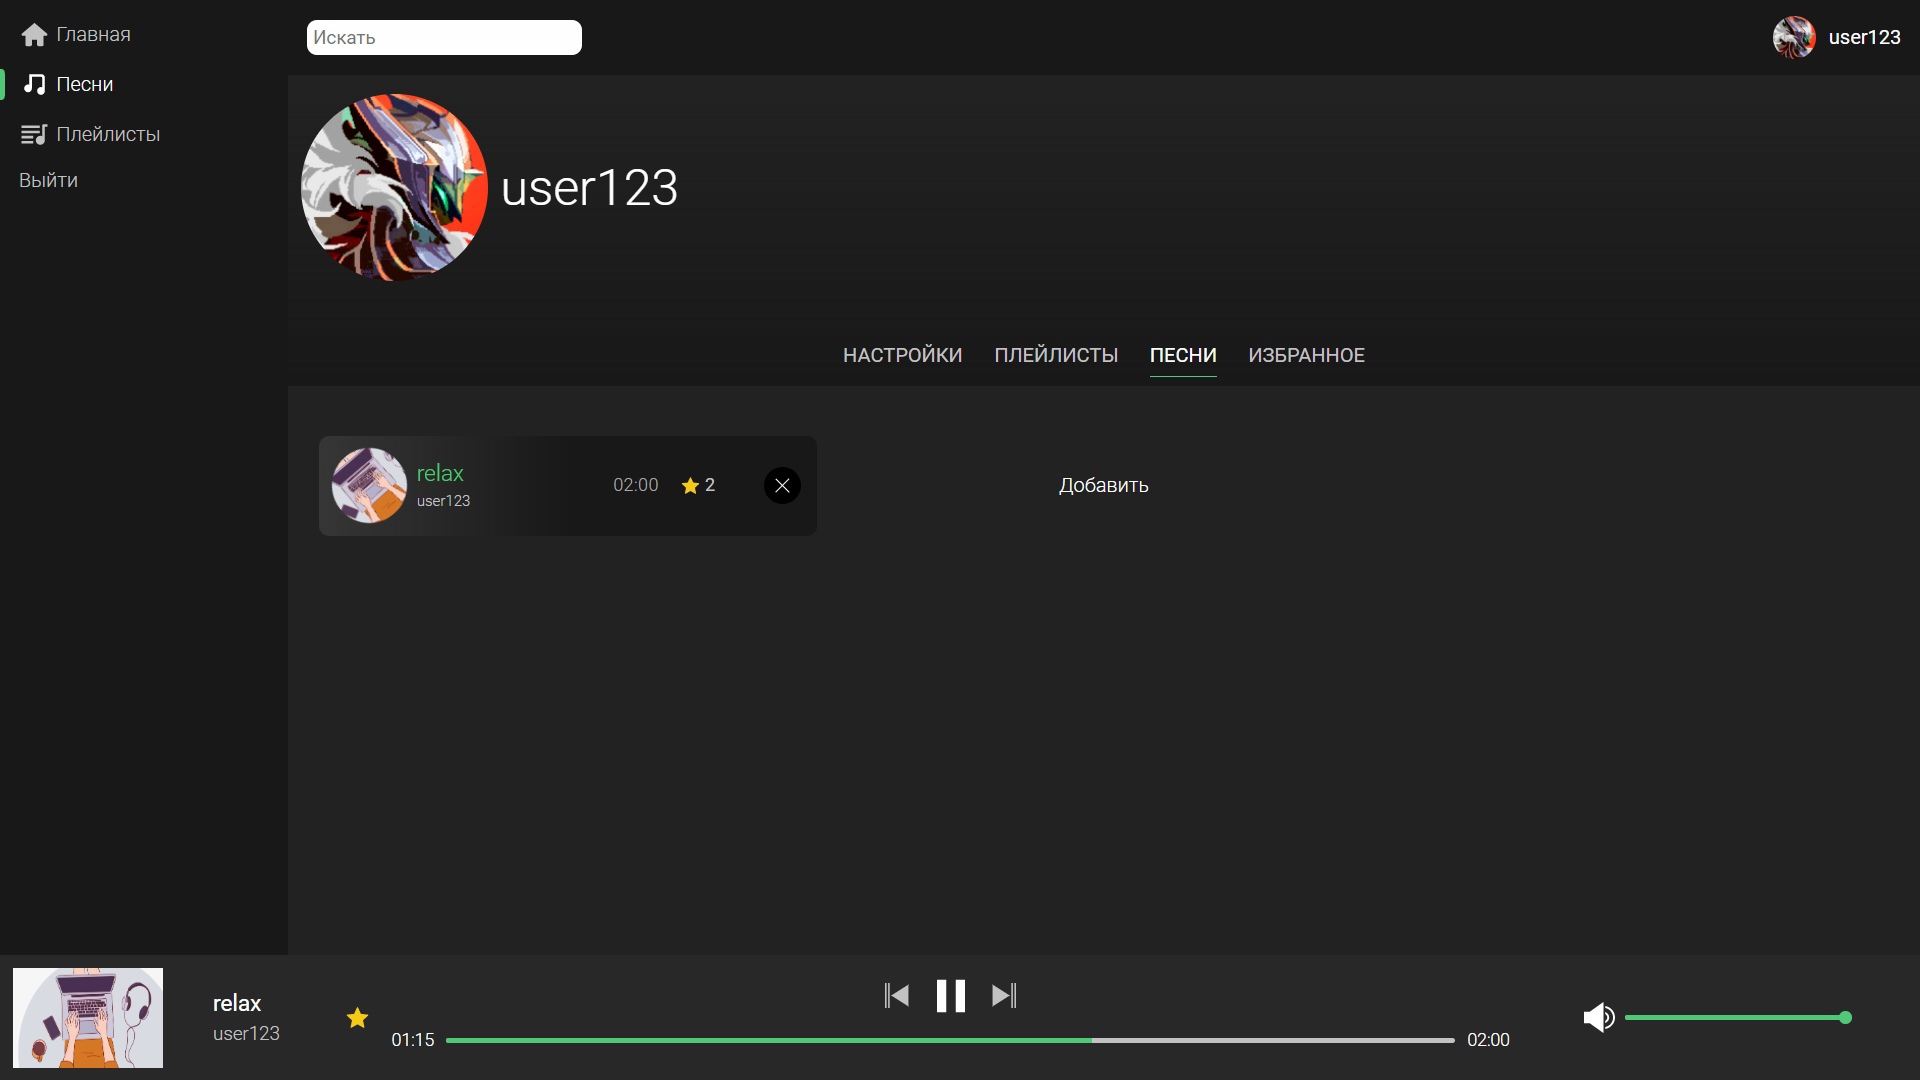 Главная
Песни
Плейлисты
Выйти
Искать
user123
user123
НАСТРОЙКИ ПЛЕЙЛИСТЫ ПЕСНИ ИЗБРАННОЕ
relax
user123
02:00
2
Добавить
relax
user123
01:15
02:00